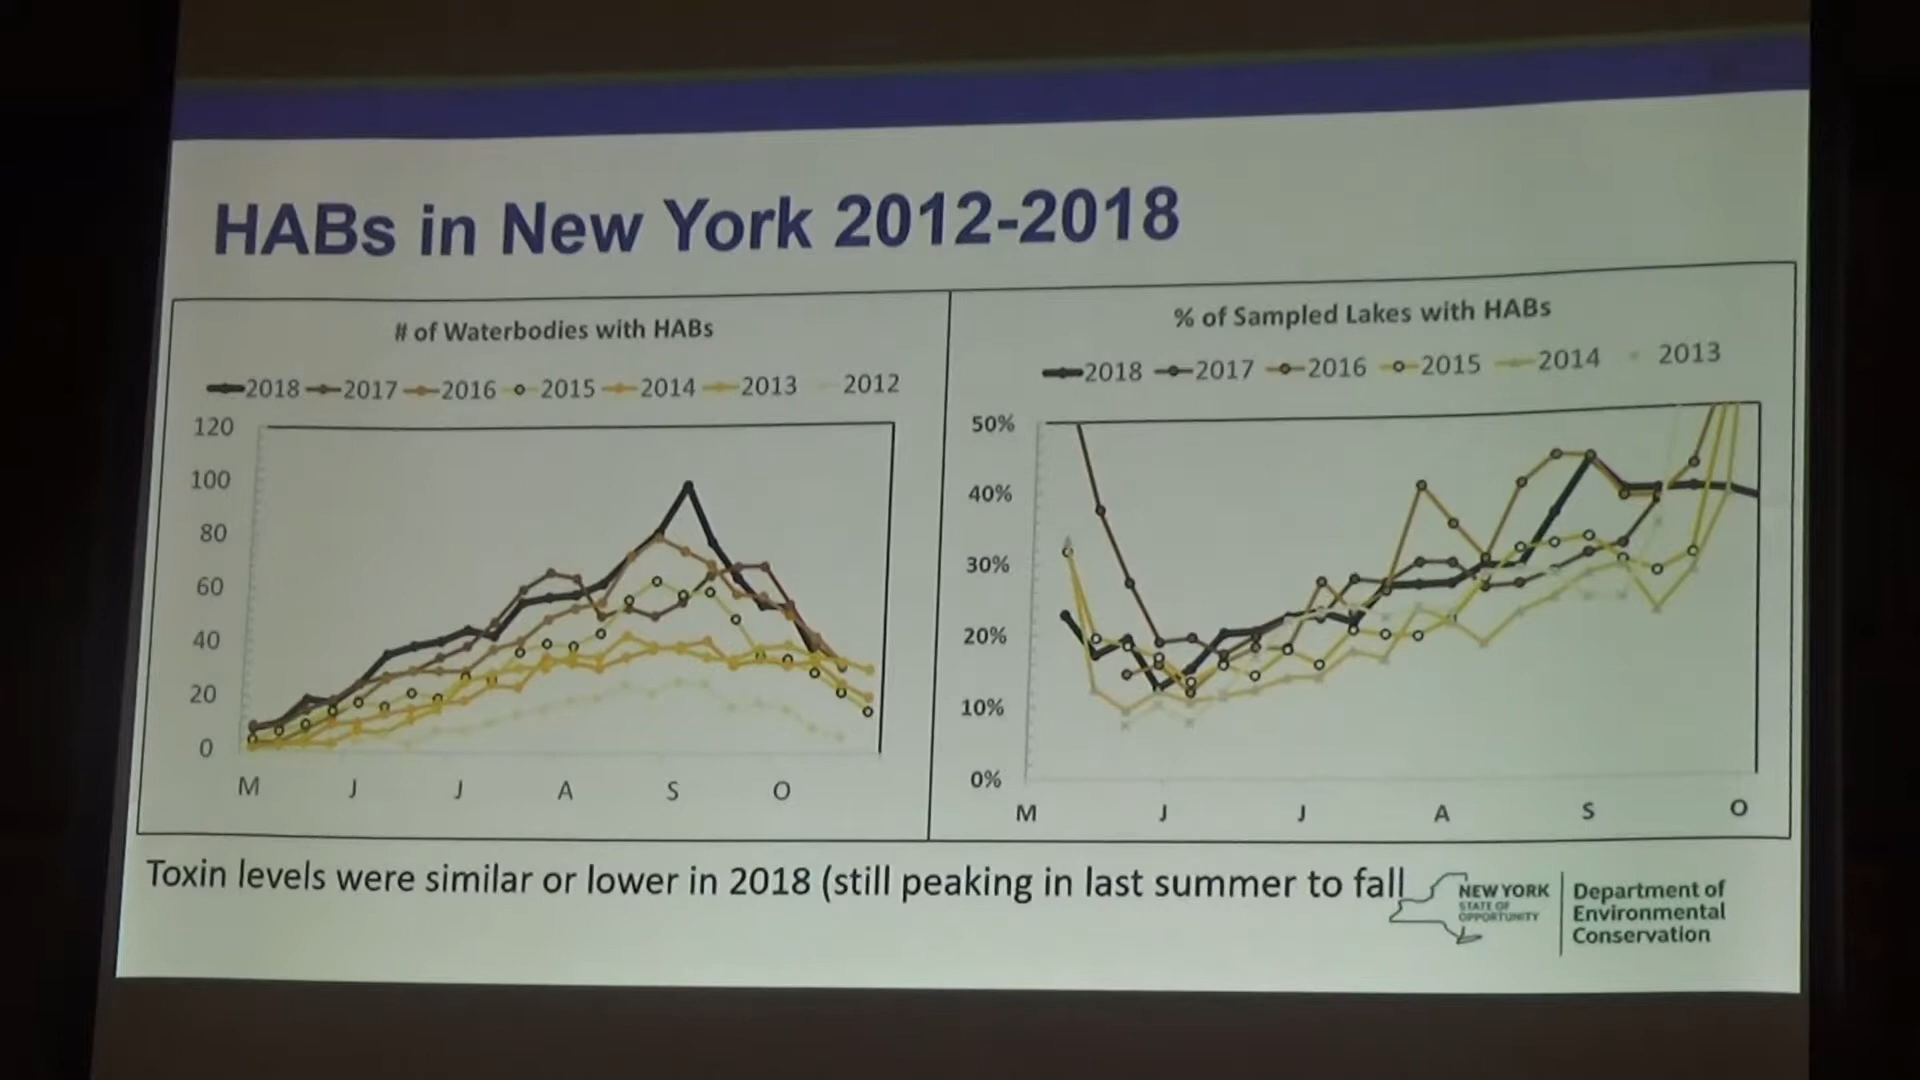 HABs in New York 2012-2018
# of Waterbodies with HABs
2018 2017 2016 2015 2014 2013 2012
120
100
80
60
40
20
0
M J J A S O
% of Sampled Lakes with HABs
2018 2017 2016 2015 2014 2013
50%
40%
30%
20%
10%
0%
M J J A S O
Toxin levels were similar or lower in 2018 (still peaking in last summer to fall
NEW YORK
STATE OF
OPPORTUNITY
Department of
Environmental
Conservation